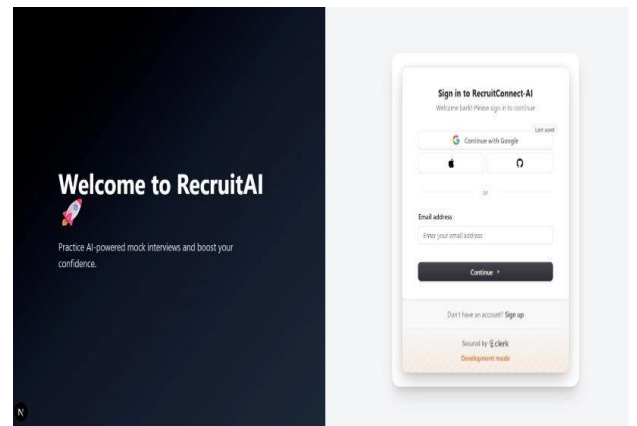 Welcome to RecruitAI
🚀
Practice AI-powered mock interviews and boost your
confidence.
N
Sign in to RecruitConnect-AI
Welcome back! Please sign in to continue
Last used
Continue with Google
or
Email address
Enter your email address
Continue
Don't have an account? Sign up
Secured by clerk
Development mode